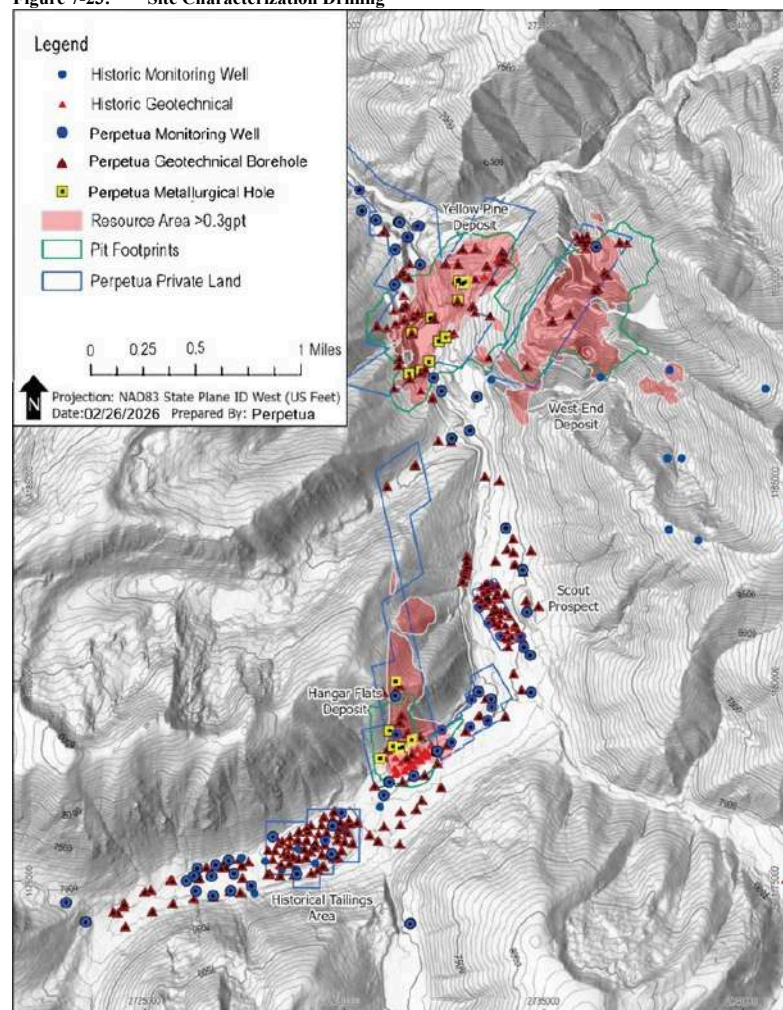 Figure 7-25: Site Characterization Drilling
Legend
Historic Monitoring Well
Historic Geotechnical
Perpetua Monitoring Well
Perpetua Geotechnical Borehole
Perpetua Metallurgical Hole
Resource Area >0.3gpt
Pit Footprints
Perpetua Private Land
0 0.25 0.5 1 Miles
N
Projection: NAD83 State Plane ID West (US Feet)
Date:02/26/2026 Prepared By: Perpetua
Yellow Pine
Deposit
West End
Deposit
Scout
Prospect
Hangar Flats
Deposit
Historical Tailings
Area
2725000
2735000